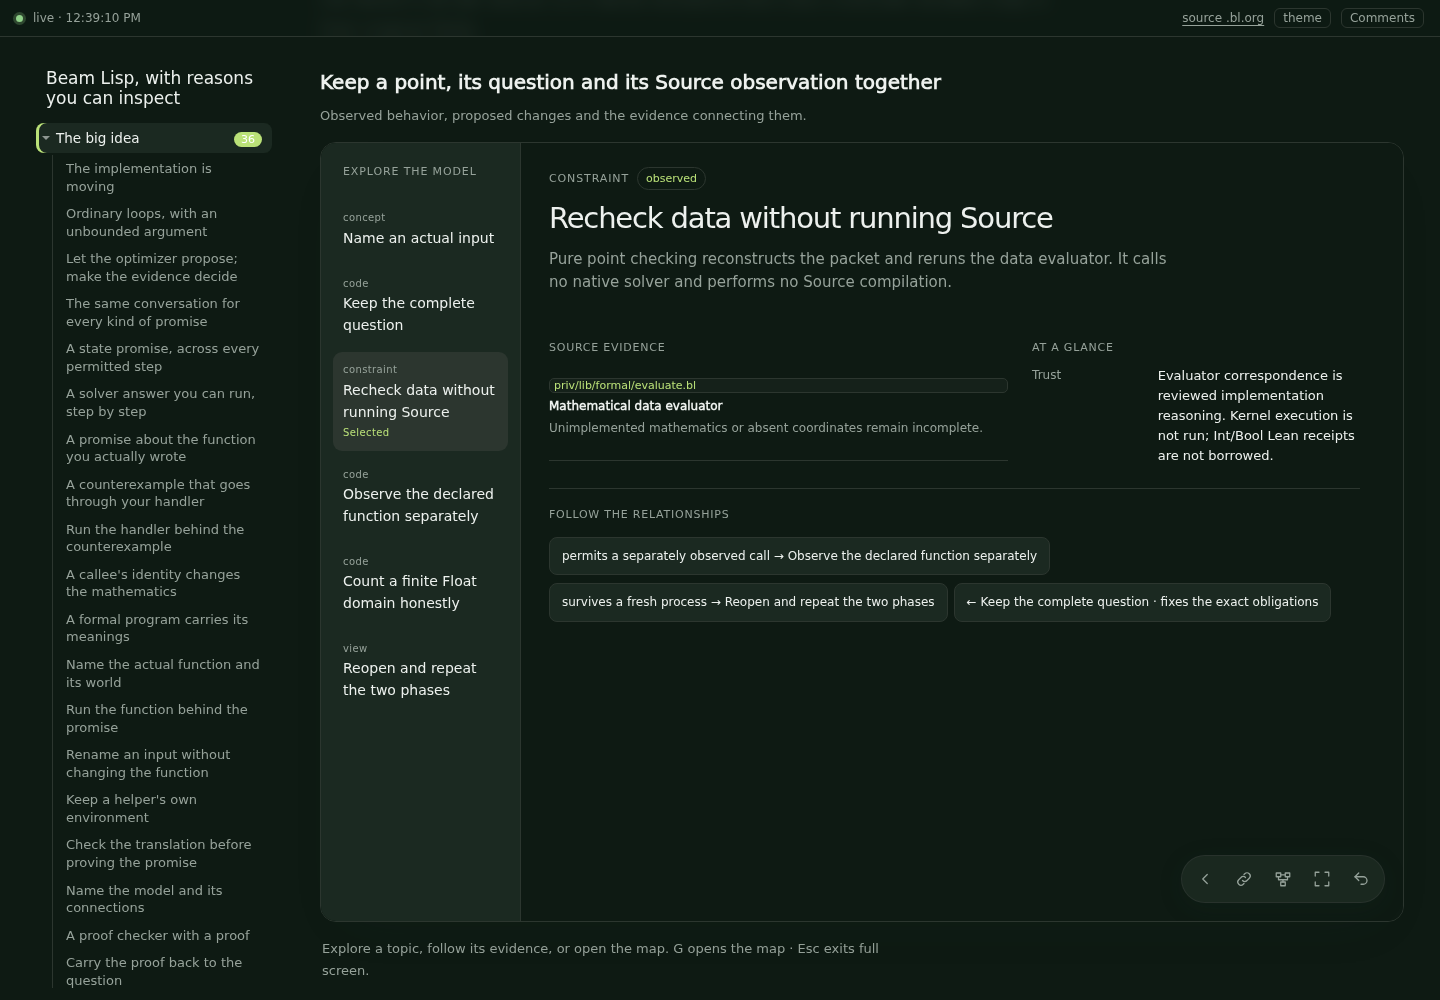 live · 12:39:10 PM
source .bl.org
theme
Comments
Beam Lisp, with reasons
you can inspect
The big idea
36
The implementation is
moving
Ordinary loops, with an
unbounded argument
Let the optimizer propose;
make the evidence decide
The same conversation for
every kind of promise
A state promise, across every
permitted step
A solver answer you can run,
step by step
A promise about the function
you actually wrote
A counterexample that goes
through your handler
Run the handler behind the
counterexample
A callee's identity changes
the mathematics
A formal program carries its
meanings
Name the actual function and
its world
Run the function behind the
promise
Rename an input without
changing the function
Keep a helper's own
environment
Check the translation before
proving the promise
Name the model and its
connections
A proof checker with a proof
Carry the proof back to the
question
Keep a point, its question and its Source observation together
Observed behavior, proposed changes and the evidence connecting them.
EXPLORE THE MODEL
concept
Name an actual input
code
Keep the complete
question
constraint
Recheck data without
running Source
Selected
code
Observe the declared
function separately
code
Count a finite Float
domain honestly
view
Reopen and repeat
the two phases
CONSTRAINT
observed
Recheck data without running Source
Pure point checking reconstructs the packet and reruns the data evaluator. It calls
no native solver and performs no Source compilation.
SOURCE EVIDENCE
priv/lib/formal/evaluate.bl
Mathematical data evaluator
Unimplemented mathematics or absent coordinates remain incomplete.
AT A GLANCE
Trust
Evaluator correspondence is
reviewed implementation
reasoning. Kernel execution is
not run; Int/Bool Lean receipts
are not borrowed.
FOLLOW THE RELATIONSHIPS
permits a separately observed call → Observe the declared function separately
survives a fresh process → Reopen and repeat the two phases
← Keep the complete question · fixes the exact obligations
Explore a topic, follow its evidence, or open the map. G opens the map · Esc exits full
screen.